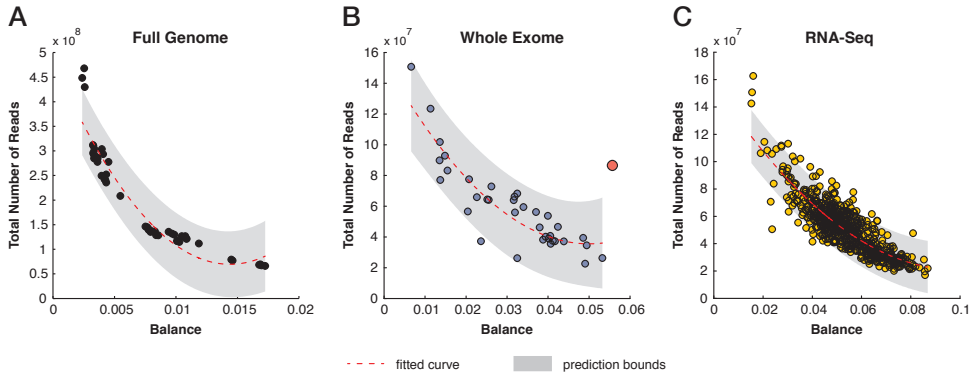 A
Full Genome
x 10^8
Total Number of Reads
5
4.5
4
3.5
3
2.5
2
1.5
1
0.5
0
0 0.005 0.01 0.015 0.02
Balance
B
Whole Exome
x 10^7
Total Number of Reads
16
14
12
10
8
6
4
2
0
0 0.01 0.02 0.03 0.04 0.05 0.06
Balance
C
RNA-Seq
x 10^7
Total Number of Reads
18
16
14
12
10
8
6
4
2
0
0 0.02 0.04 0.06 0.08 0.1
Balance
fitted curve
prediction bounds